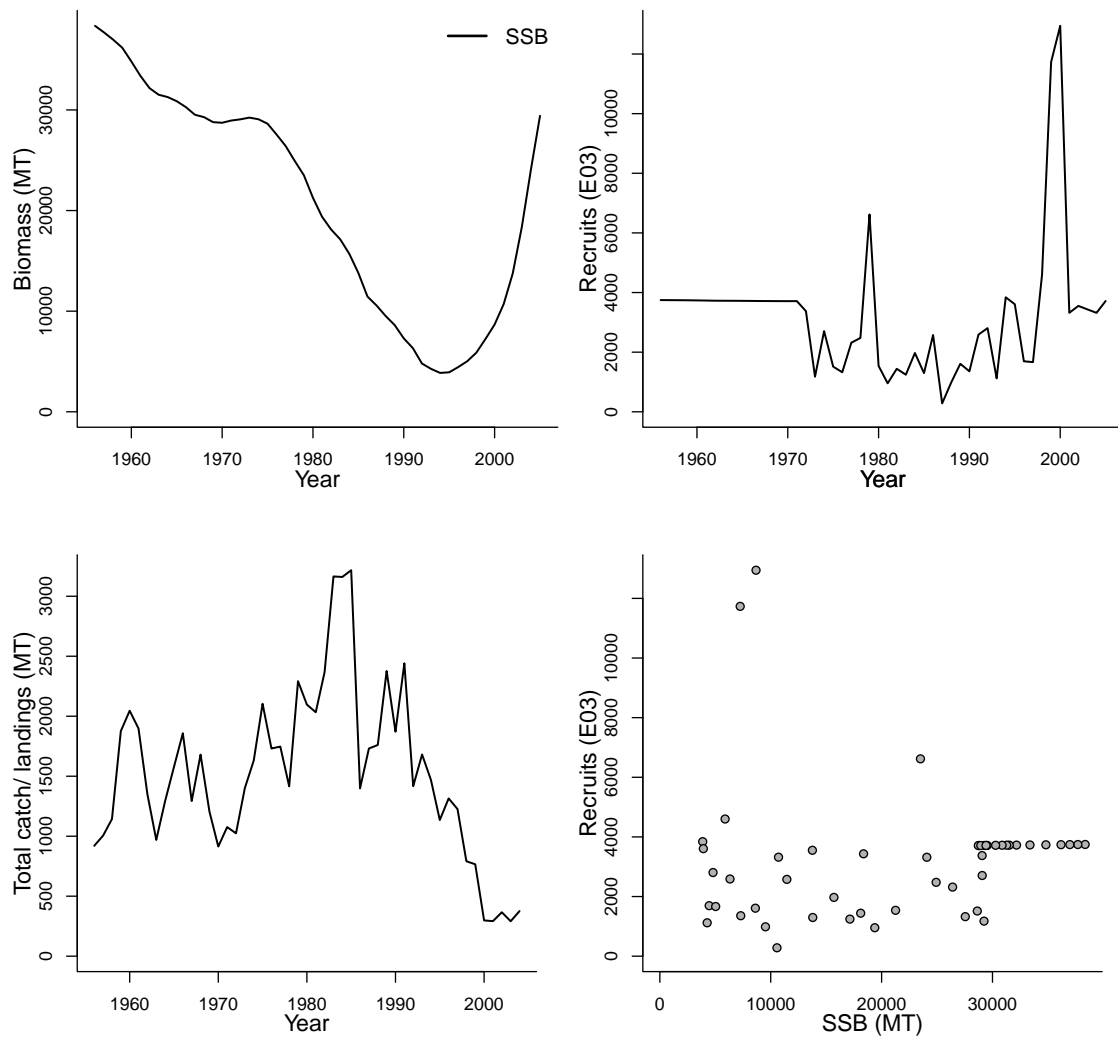 SSB
Biomass (MT)
0 10000 20000 30000
1960 1970 1980 1990 2000
Year
Recruits (E03)
0 2000 4000 6000 8000 10000
1960 1970 1980 1990 2000
Year
Total catch/ landings (MT)
0 500 1000 1500 2000 2500 3000
1960 1970 1980 1990 2000
Year
Recruits (E03)
0 2000 4000 6000 8000 10000
0 10000 20000 30000
SSB (MT)